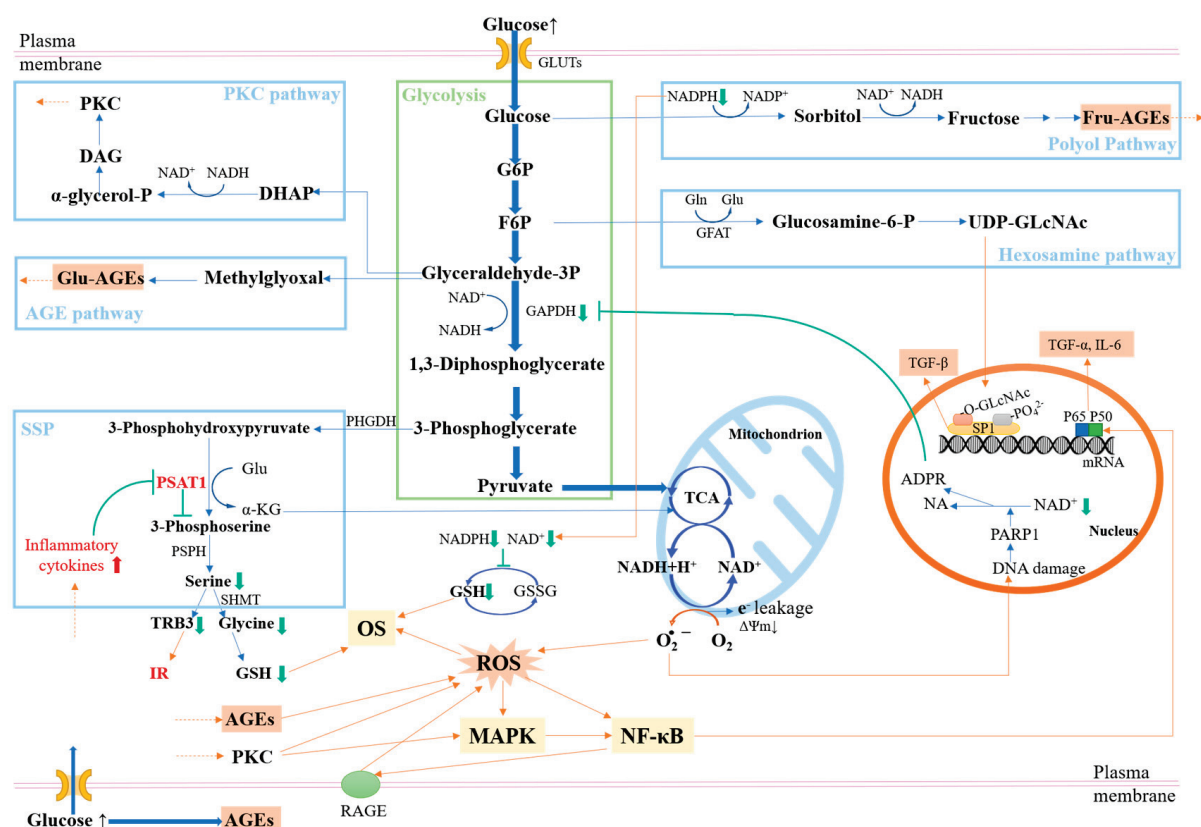 Glucose↑
Plasma
membrane
GLUTs
PKC pathway
PKC
DAG
NAD⁺ NADH
α-glycerol-P
DHAP
Glycolysis
Glucose
G6P
F6P
Glyceraldehyde-3P
NAD⁺
GAPDH
NADH
1,3-Diphosphoglycerate
3-Phosphoglycerate
Pyruvate
NADPH NADP⁺
NAD⁺ NADH
Sorbitol
Fructose
Fru-AGEs
Polyol Pathway
Gln Glu
GFAT
Glucosamine-6-P
UDP-GLcNAc
Hexosamine pathway
Glu-AGEs
Methylglyoxal
AGE pathway
SSP
3-Phosphohydroxypyruvate
PHGDH
Glu
PSAT1
α-KG
3-Phosphoserine
Inflammatory
cytokines
PSPH
Serine
SHMT
TRB3
Glycine
IR
GSH
NADPH NAD⁺
GSH
GSSG
OS
Mitochondrion
TCA
NADH+H⁺
NAD⁺
e⁻ leakage
ΔΨm↓
O₂•⁻
O₂
TGF-β
TGF-α, IL-6
-O-GLcNAc
-PO₄²⁻
SP1
P65 P50
mRNA
ADPR
NA
NAD⁺
PARP1
Nucleus
DNA damage
ROS
AGEs
PKC
MAPK
NF-κB
RAGE
Plasma
membrane
Glucose ↑
AGEs